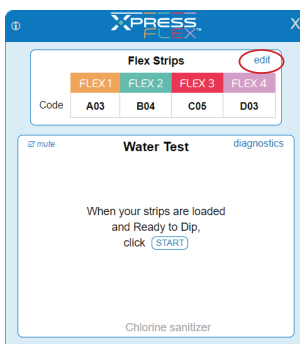 XPRESS X
FLEX™
Flex Strips edit
FLEX 1 FLEX 2 FLEX 3 FLEX 4
Code A03 B04 C05 D03
mute Water Test diagnostics
When your strips are loaded
and Ready to Dip,
click START
Chlorine sanitizer